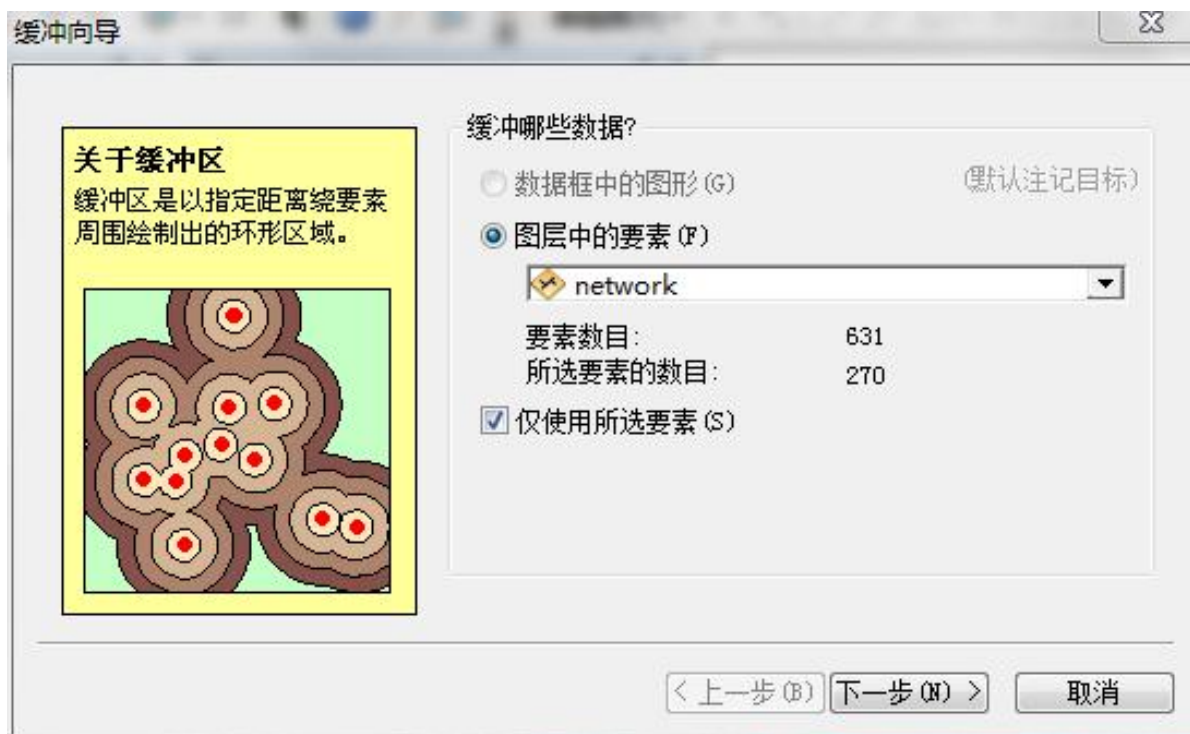 缓冲向导
关于缓冲区
缓冲区是以指定距离绕要素
周围绘制出的环形区域。
缓冲哪些数据?
数据框中的图形(G) (默认注记目标)
图层中的要素(F)
network
要素数目: 631
所选要素的数目: 270
仅使用所选要素(S)
< 上一步(B) 下一步(N) > 取消